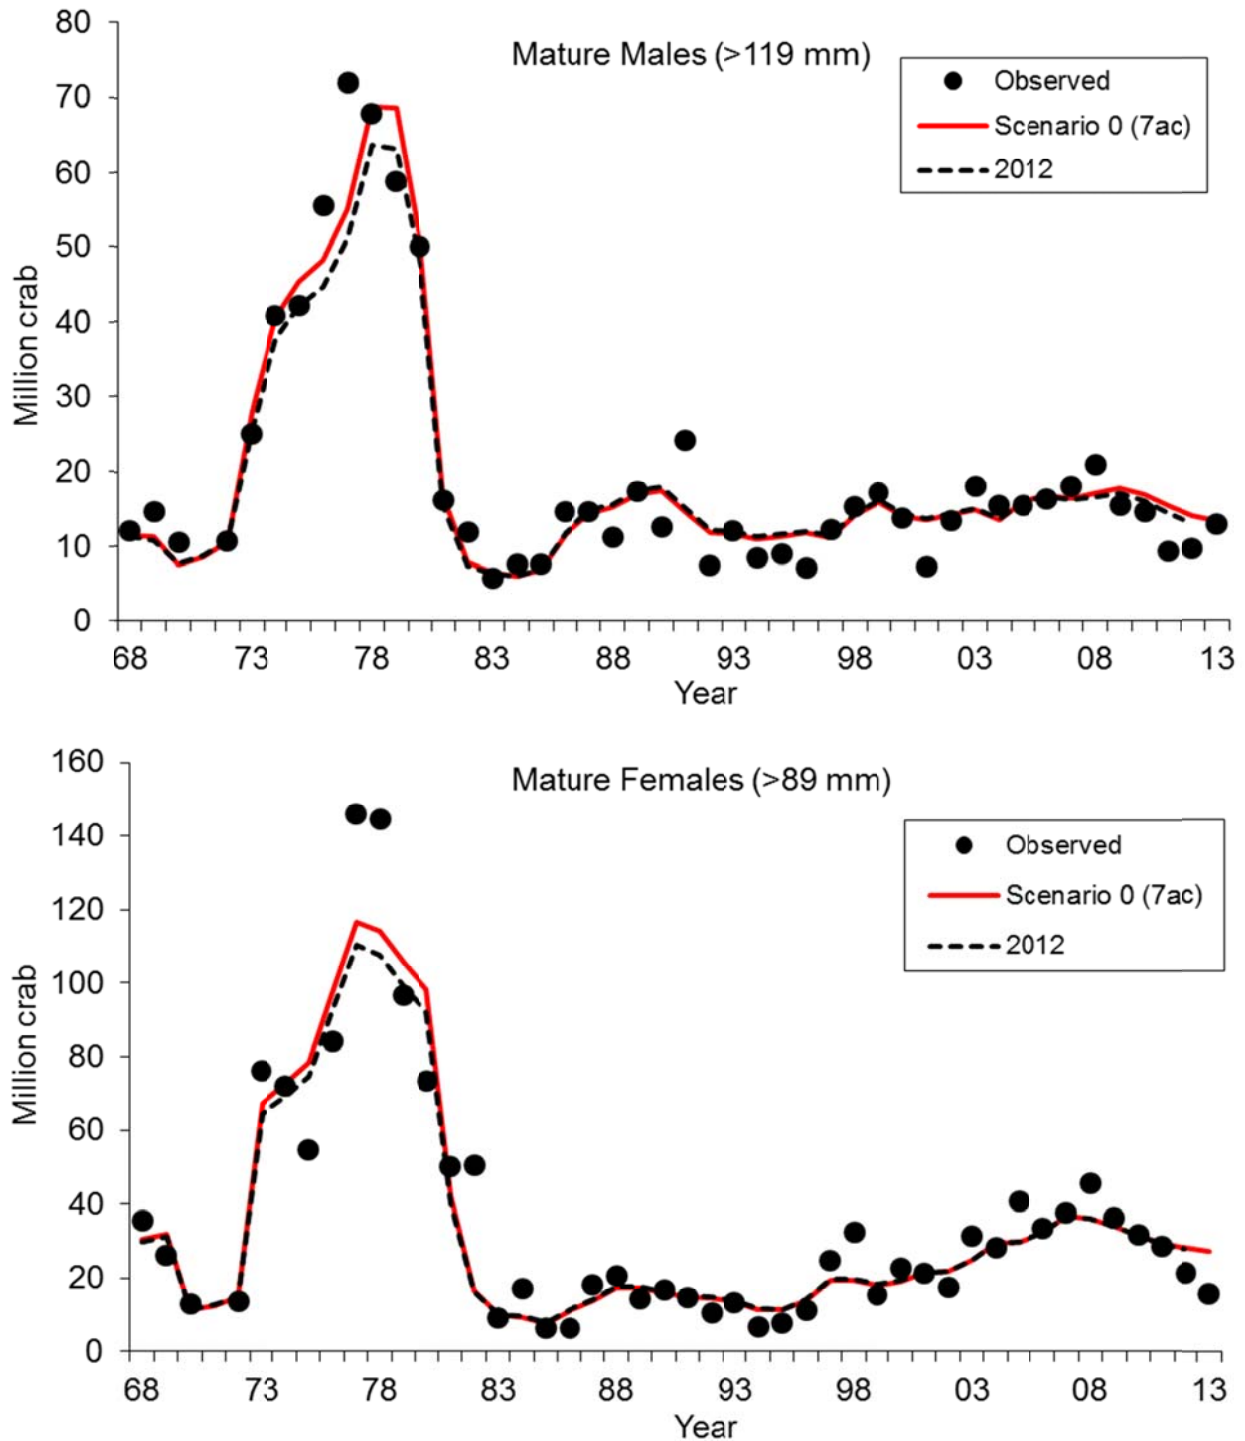 Mature Males (>119 mm)
Observed
Scenario 0 (7ac)
2012
80
70
60
50
40
30
20
10
0
Million crab
68 73 78 83 88 93 98 03 08 13
Year
Mature Females (>89 mm)
Observed
Scenario 0 (7ac)
2012
160
140
120
100
80
60
40
20
0
Million crab
68 73 78 83 88 93 98 03 08 13
Year